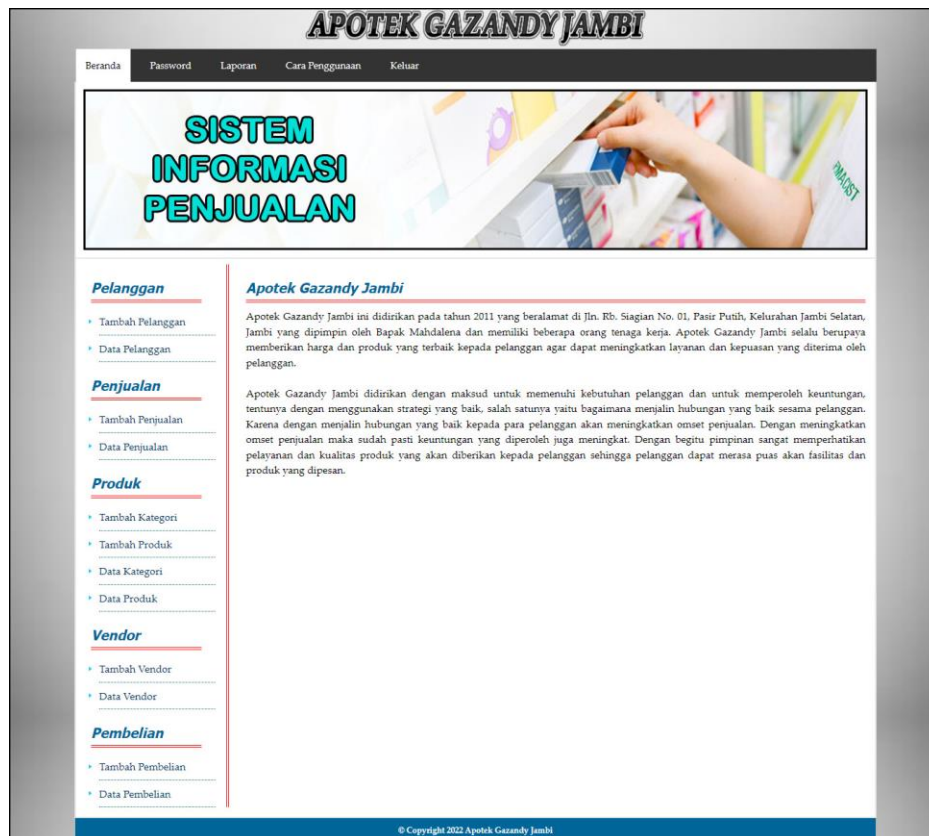 APOTEK GAZANDY JAMBI
Beranda Password Laporan Cara Penggunaan Keluar
SISTEM
INFORMASI
PENJUALAN
Pelanggan
Tambah Pelanggan
Data Pelanggan
Penjualan
Tambah Penjualan
Data Penjualan
Produk
Tambah Kategori
Tambah Produk
Data Kategori
Data Produk
Vendor
Tambah Vendor
Data Vendor
Pembelian
Tambah Pembelian
Data Pembelian
Apotek Gazandy Jambi
Apotek Gazandy Jambi ini didirikan pada tahun 2011 yang beralamat di Jln. Rb. Siagian No. 01, Pasir Putih, Kelurahan Jambi Selatan,
Jambi yang dipimpin oleh Bapak Mahdalena dan memiliki beberapa orang tenaga kerja. Apotek Gazandy Jambi selalu berupaya
memberikan harga dan produk yang terbaik kepada pelanggan agar dapat meningkatkan layanan dan kepuasan yang diterima oleh
pelanggan.
Apotek Gazandy Jambi didirikan dengan maksud untuk memenuhi kebutuhan pelanggan dan untuk memperoleh keuntungan,
tentunya dengan menggunakan strategi yang baik, salah satunya yaitu bagaimana menjalin hubungan yang baik sesama pelanggan.
Karena dengan menjalin hubungan yang baik kepada para pelanggan akan meningkatkan omset penjualan. Dengan meningkatkan
omset penjualan maka sudah pasti keuntungan yang diperoleh juga meningkat. Dengan begitu pimpinan sangat memperhatikan
pelayanan dan kualitas produk yang akan diberikan kepada pelanggan sehingga pelanggan dapat merasa puas akan fasilitas dan
produk yang dipesan.
© Copyright 2022 Apotek Gazandy Jambi